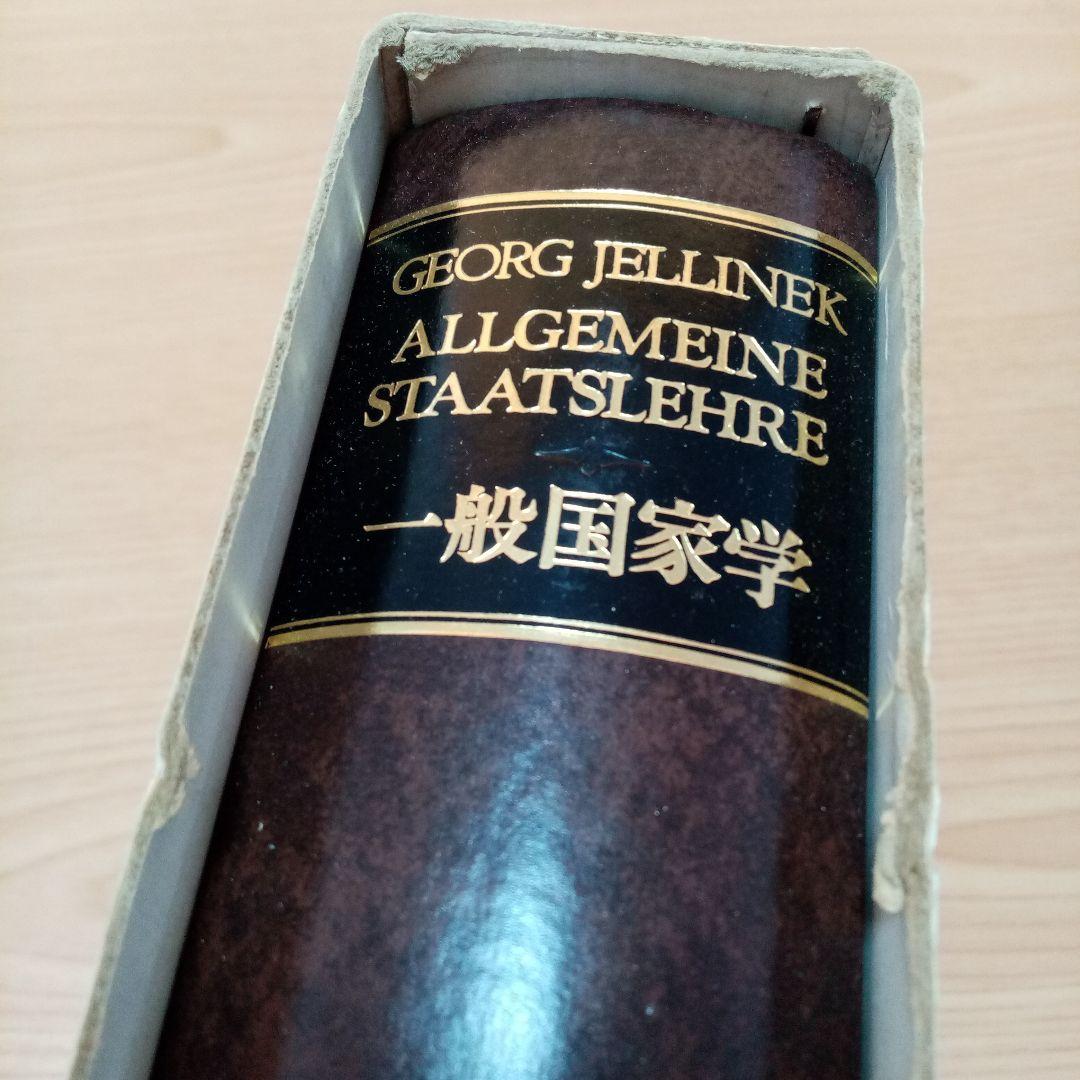 GEORG JELLINEK
ALLGEMEINE
STAATSLEHRE
一般国家学